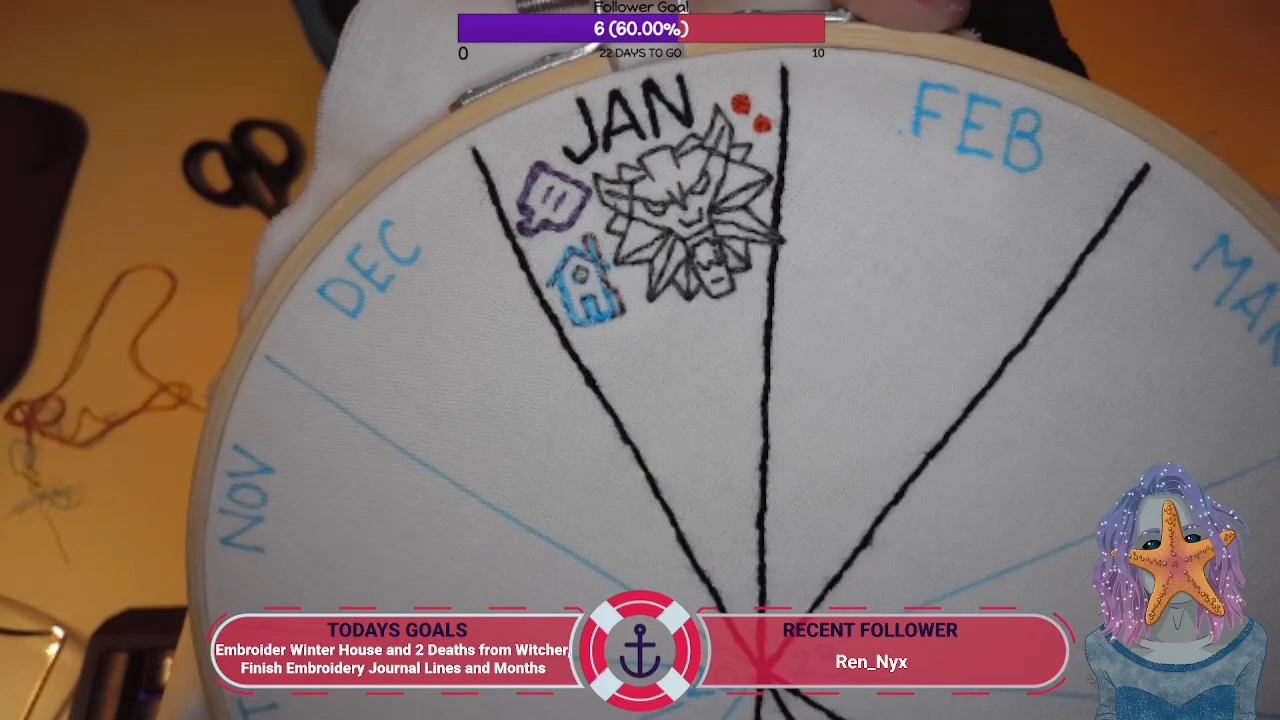 Follower Goal
6 (60.00%)
0
22 DAYS TO GO
10
JAN
FEB
DEC
NOV
TODAYS GOALS
Embroider Winter House and 2 Deaths from Witcher,
Finish Embroidery Journal Lines and Months
RECENT FOLLOWER
Ren_Nyx